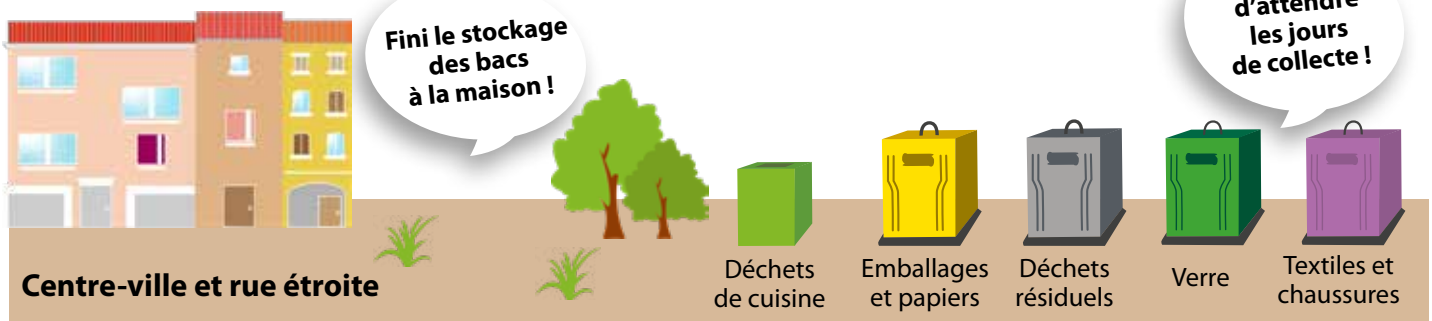 Fini le stockage
des bacs
à la maison !
d'attendre
les jours
de collecte !
Centre-ville et rue étroite
Déchets
de cuisine
Emballages
et papiers
Déchets
résiduels
Verre
Textiles et
chaussures